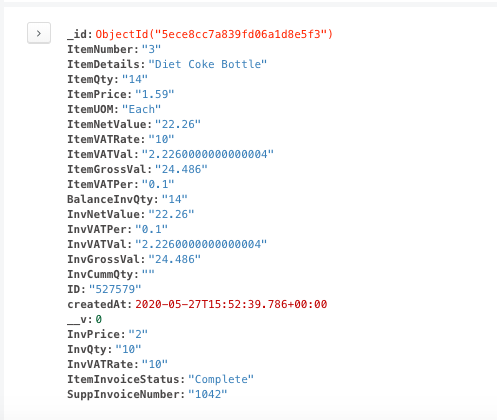 _id: ObjectId("5ece8cc7a839fd06a1d8e5f3")
ItemNumber: "3"
ItemDetails: "Diet Coke Bottle"
ItemQty: "14"
ItemPrice: "1.59"
ItemUOM: "Each"
ItemNetValue: "22.26"
ItemVATRate: "10"
ItemVATVal: "2.2260000000000004"
ItemGrossVal: "24.486"
ItemVATPer: "0.1"
BalanceInvQty: "14"
InvNetValue: "22.26"
InvVATPer: "0.1"
InvVATVal: "2.2260000000000004"
InvGrossVal: "24.486"
InvCummQty: ""
ID: "527579"
createdAt: 2020-05-27T15:52:39.786+00:00
__v: 0
InvPrice: "2"
InvQty: "10"
InvVATRate: "10"
ItemInvoiceStatus: "Complete"
SuppInvoiceNumber: "1042"